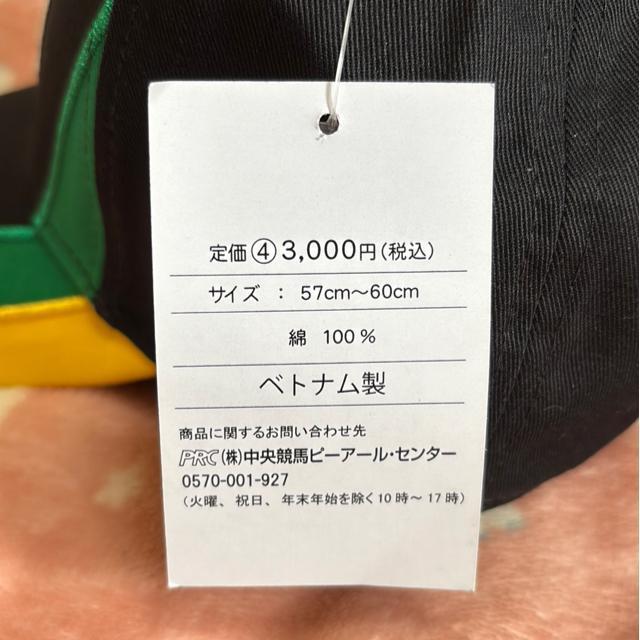 定価④3,000円(税込)
サイズ : 57cm〜60cm
綿 100%
ベトナム製
商品に関するお問い合わせ先
PRC(株)中央競馬ピーアール・センター
0570-001-927
(火曜、祝日、年末年始を除く10時〜17時)